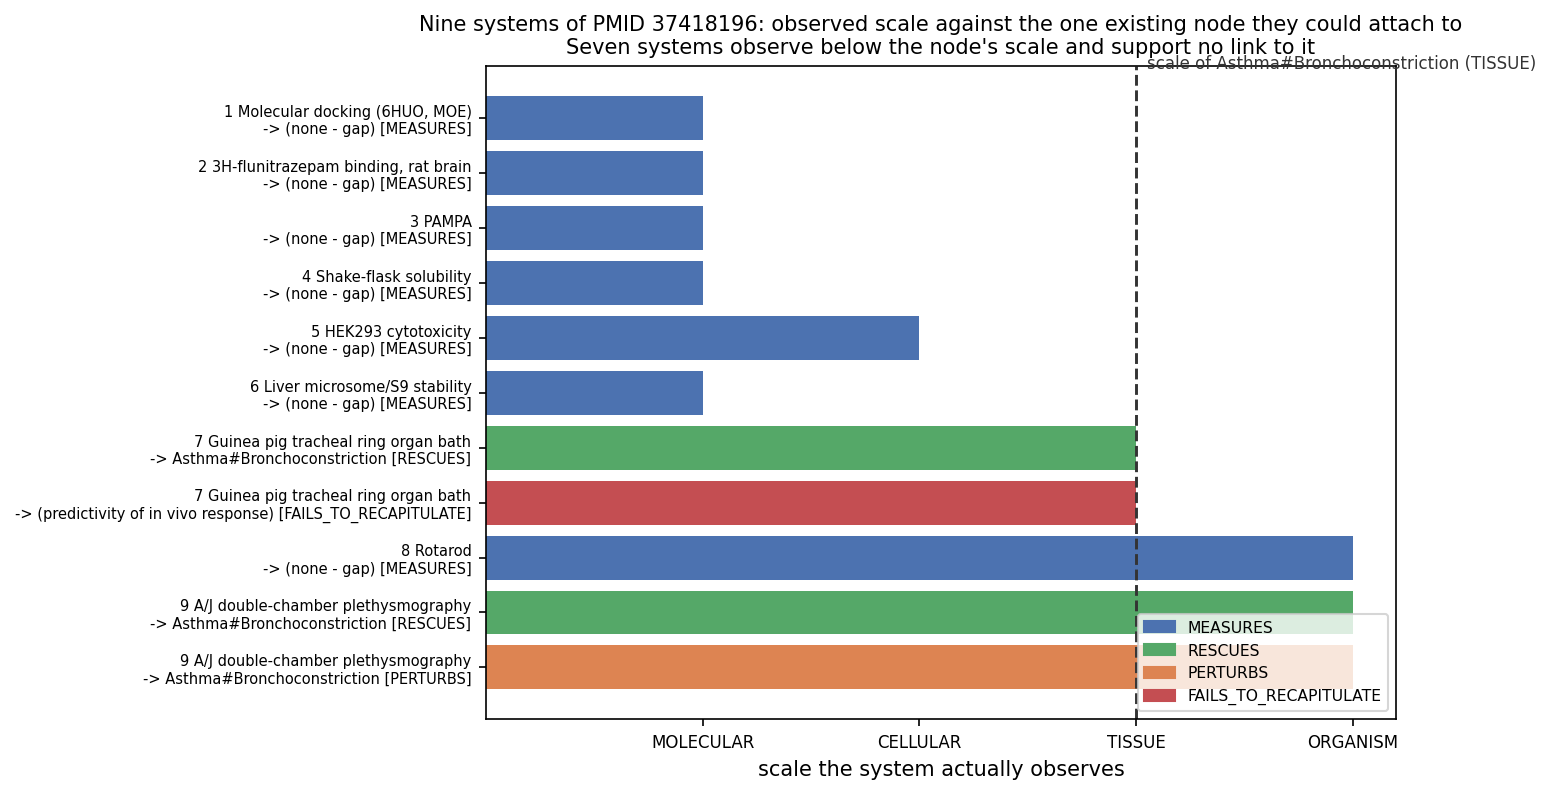 Nine systems of PMID 37418196: observed scale against the one existing node they could attach to
Seven systems observe below the node's scale and support no link to it
scale of Asthma#Bronchoconstriction (TISSUE)
1 Molecular docking (6HUO, MOE)
-> (none - gap) [MEASURES]
2 3H-flunitrazepam binding, rat brain
-> (none - gap) [MEASURES]
3 PAMPA
-> (none - gap) [MEASURES]
4 Shake-flask solubility
-> (none - gap) [MEASURES]
5 HEK293 cytotoxicity
-> (none - gap) [MEASURES]
6 Liver microsome/S9 stability
-> (none - gap) [MEASURES]
7 Guinea pig tracheal ring organ bath
-> Asthma#Bronchoconstriction [RESCUES]
7 Guinea pig tracheal ring organ bath
-> (predictivity of in vivo response) [FAILS_TO_RECAPITULATE]
8 Rotarod
-> (none - gap) [MEASURES]
9 A/J double-chamber plethysmography
-> Asthma#Bronchoconstriction [RESCUES]
9 A/J double-chamber plethysmography
-> Asthma#Bronchoconstriction [PERTURBS]
MEASURES
RESCUES
PERTURBS
FAILS_TO_RECAPITULATE
MOLECULAR
CELLULAR
TISSUE
ORGANISM
scale the system actually observes